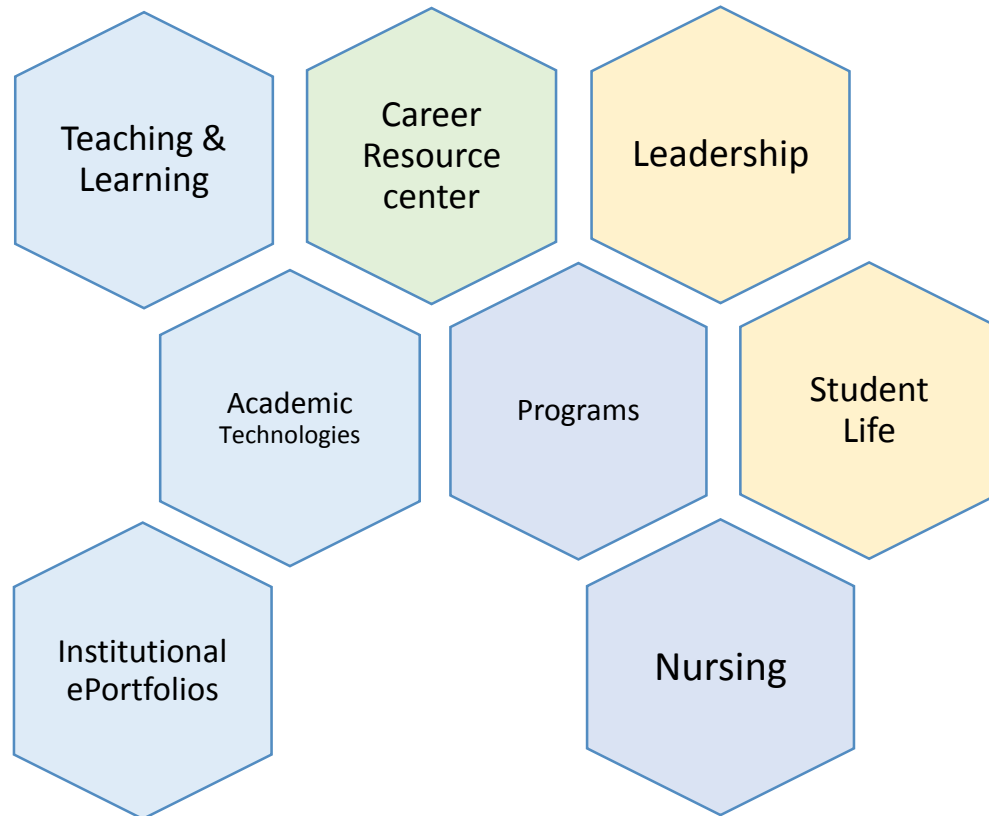 Teaching &
Learning
Career
Resource
center
Leadership
Academic
Technologies
Programs
Student
Life
Institutional
ePortfolios
Nursing